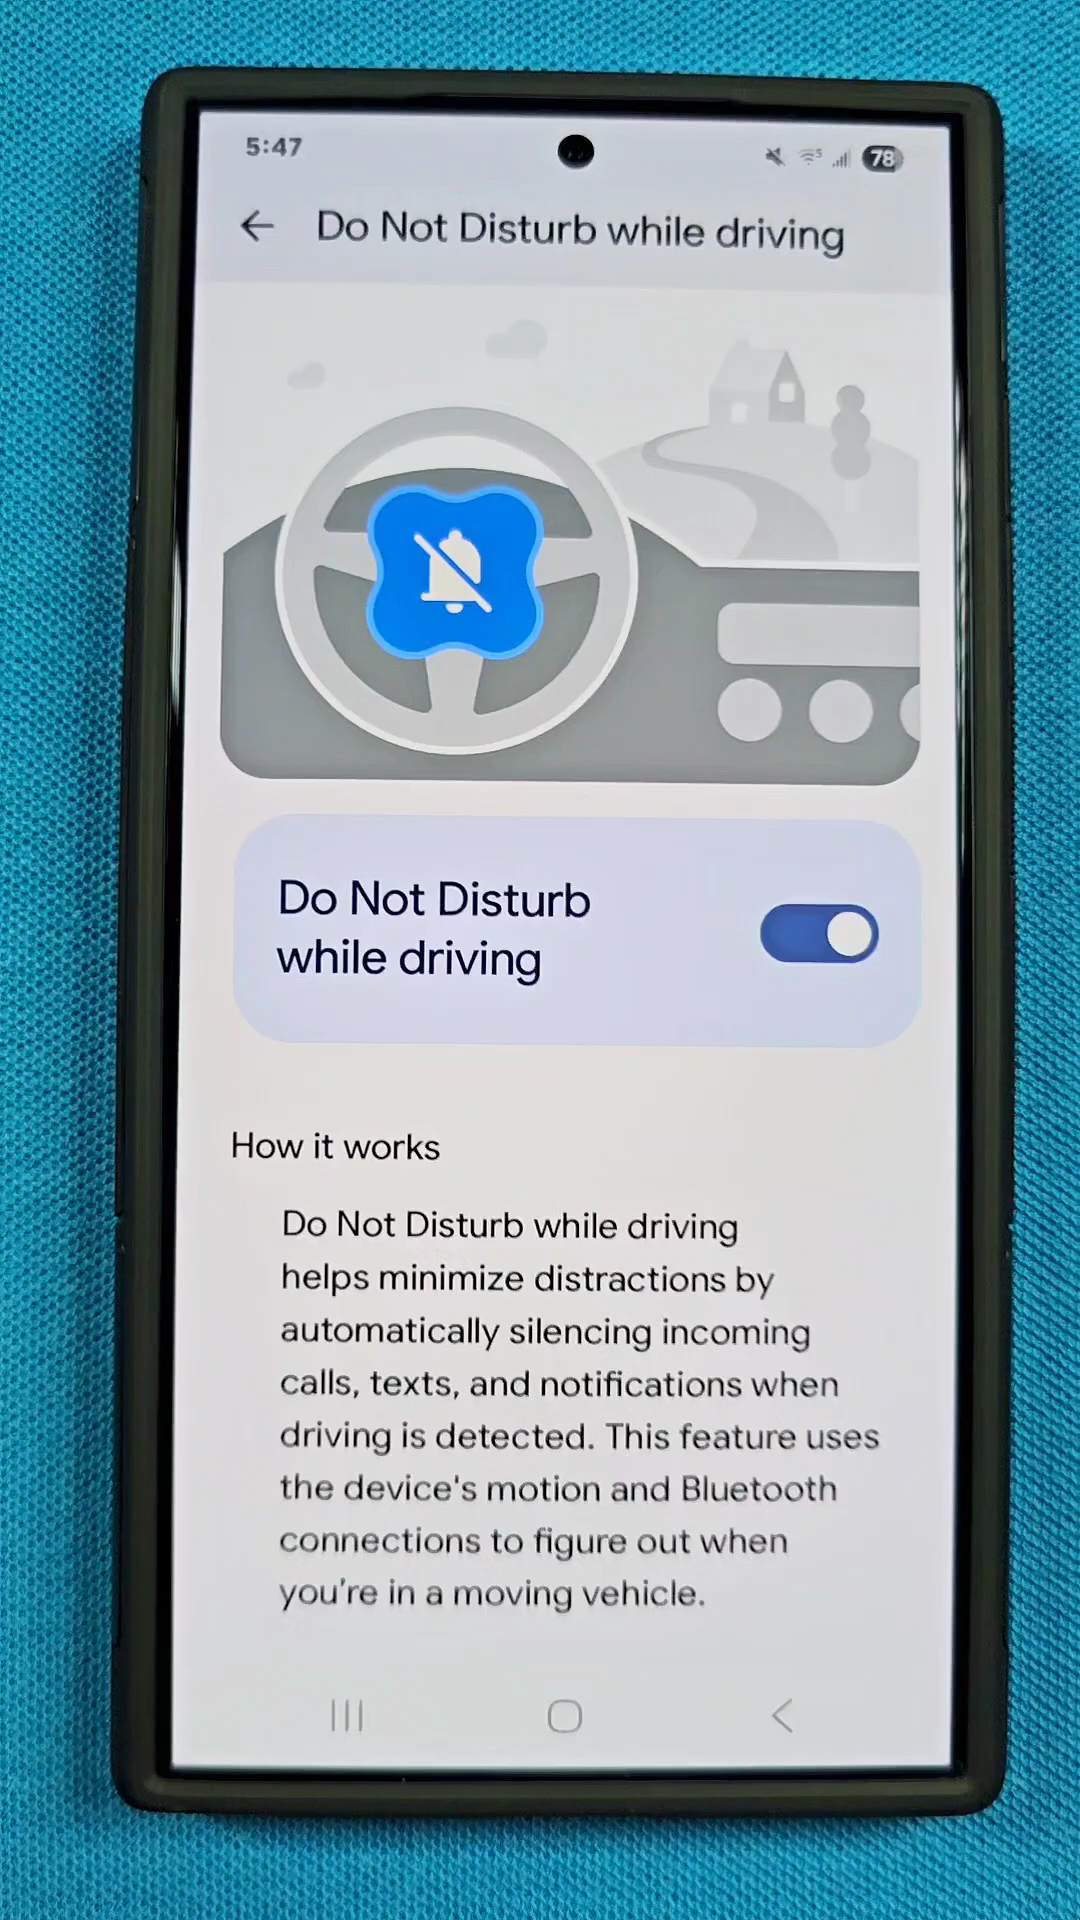 5:47
5
78
Do Not Disturb while driving
Do Not Disturb
while driving
How it works
Do Not Disturb while driving
helps minimize distractions by
automatically silencing incoming
calls, texts, and notifications when
driving is detected. This feature uses
the device's motion and Bluetooth
connections to figure out when
you're in a moving vehicle.